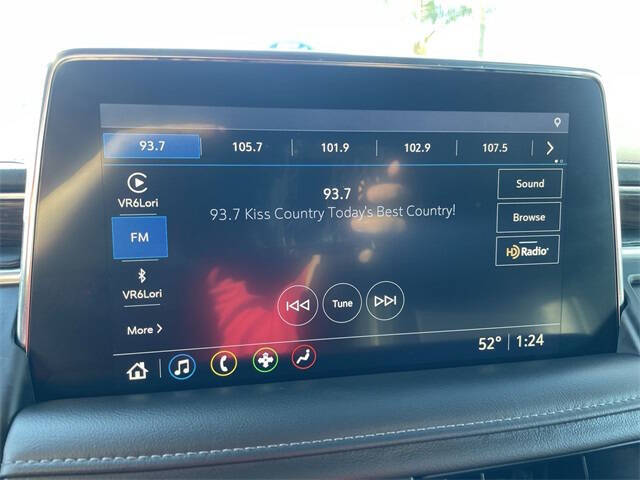 93.7 105.7 101.9 102.9 107.5
VR6Lori
FM
VR6Lori
More
93.7
93.7 Kiss Country Today's Best Country!
Tune
Sound
Browse
HD Radio®
52° 1:24